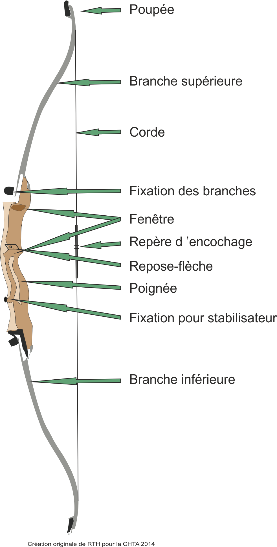 Poupée
Branche supérieure
Corde
Fixation des branches
Fenêtre
Repère d 'encochage
Repose-flèche
Poignée
Fixation pour stabilisateur
Branche inférieure
Création originale de RTH pour la CHTA 2014